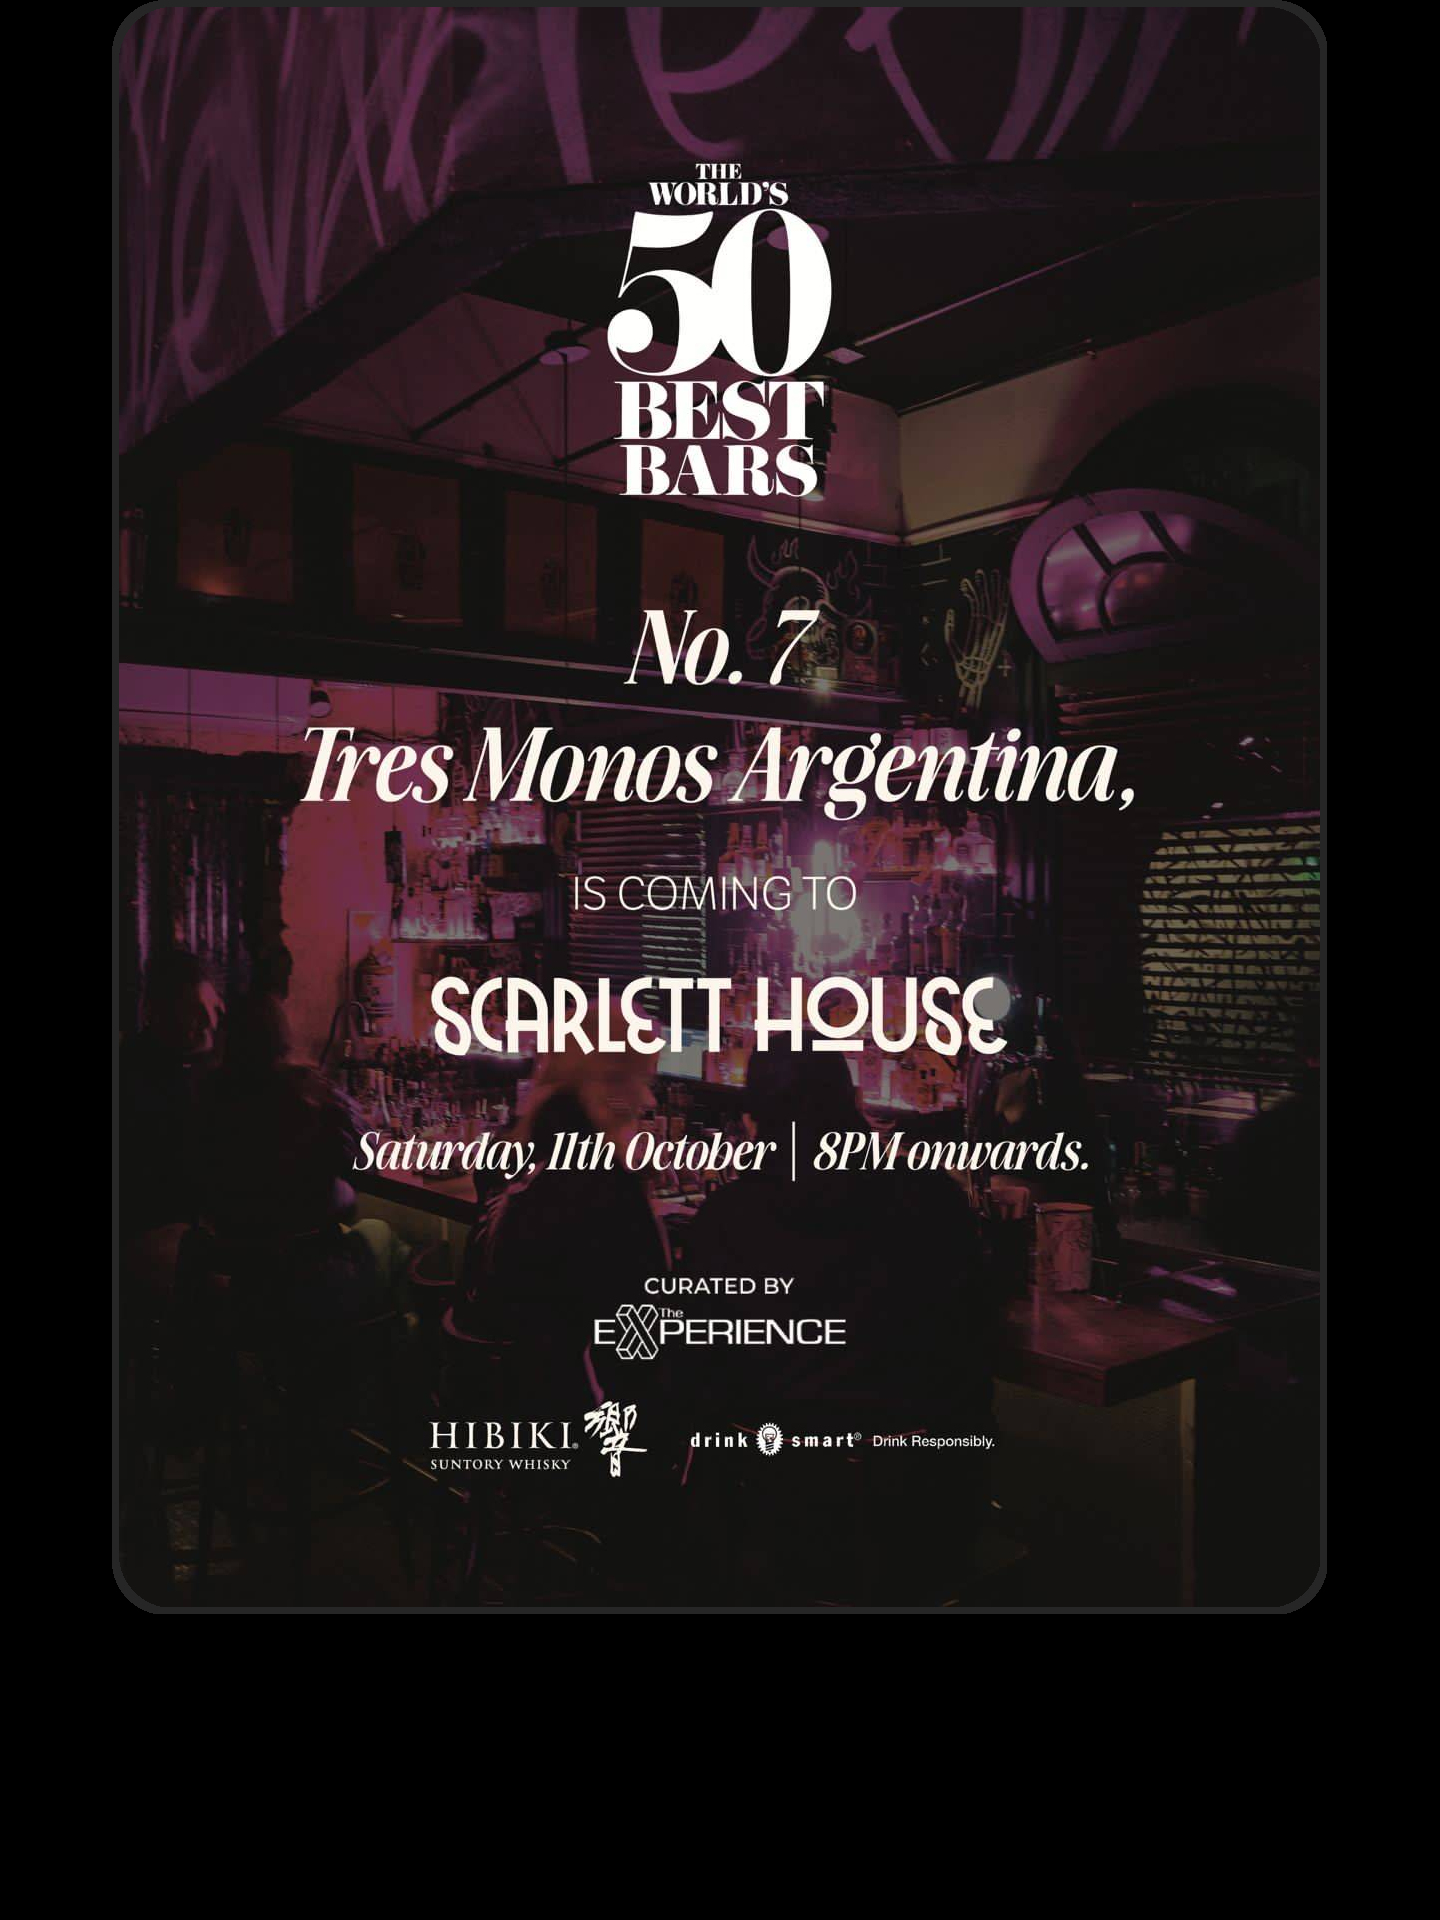 THE
WORLD'S
50
BEST
BARS
No. 7
Tres Monos Argentina,
IS COMING TO
SCARLETT HOUSE
Saturday, 11th October | 8PM onwards.
CURATED BY
The
EXPERIENCE
HIBIKI® 響
SUNTORY WHISKY
drink smart® Drink Responsibly.